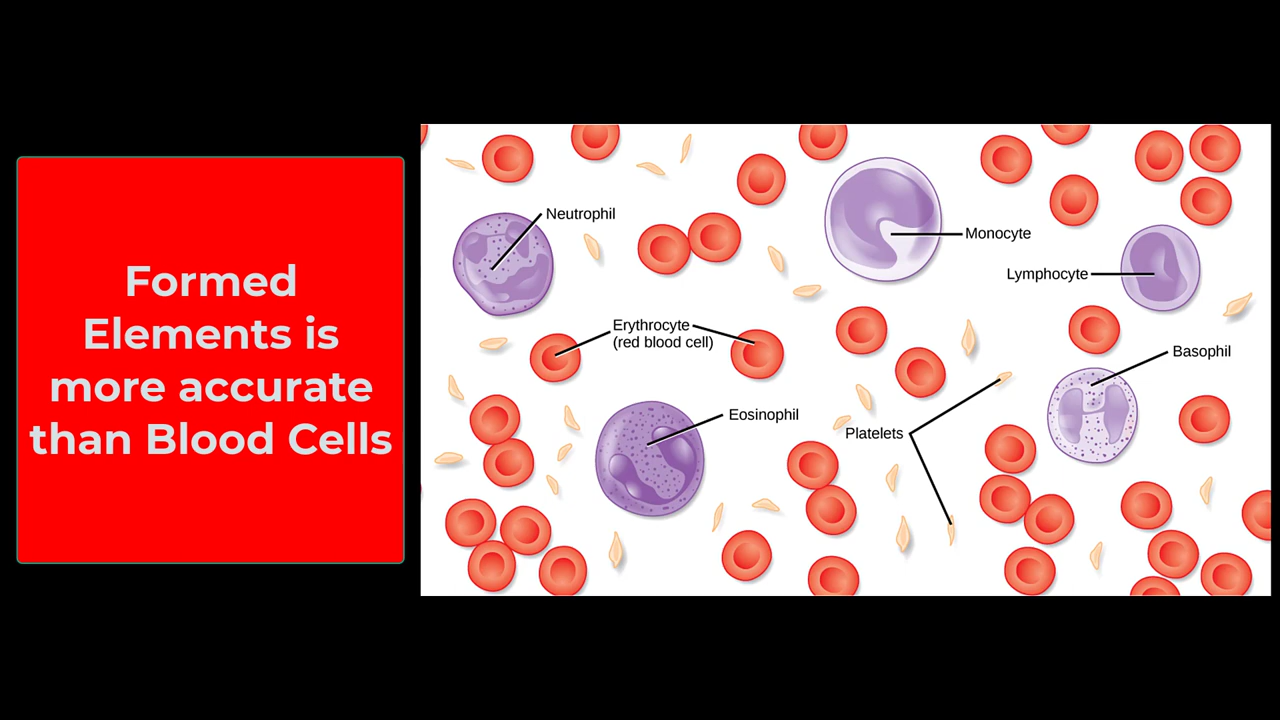 Formed
Elements is
more accurate
than Blood Cells
Neutrophil
Monocyte
Lymphocyte
Erythrocyte
(red blood cell)
Basophil
Eosinophil
Platelets